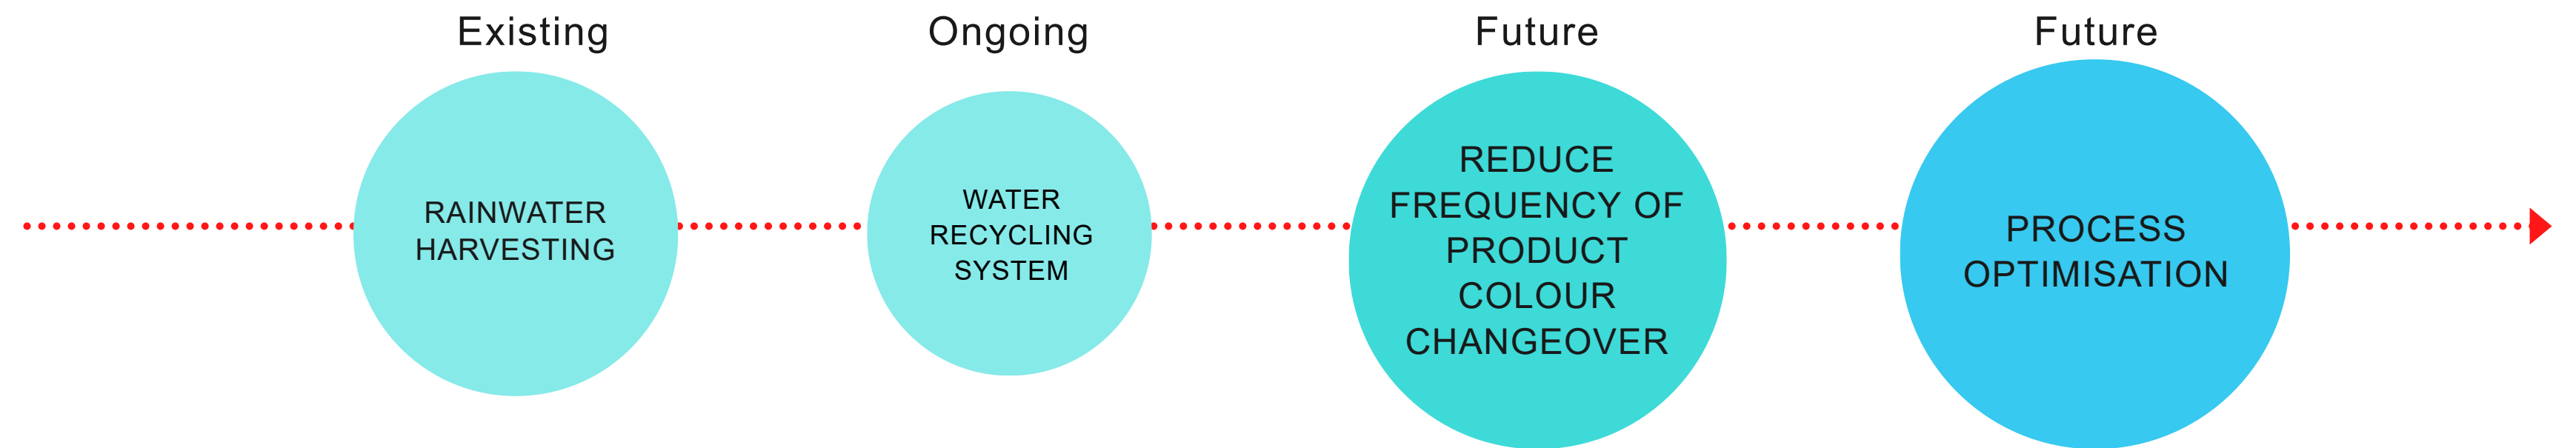 Existing
RAINWATER
HARVESTING
Ongoing
WATER
RECYCLING
SYSTEM
Future
REDUCE
FREQUENCY OF
PRODUCT
COLOUR
CHANGEOVER
Future
PROCESS
OPTIMISATION